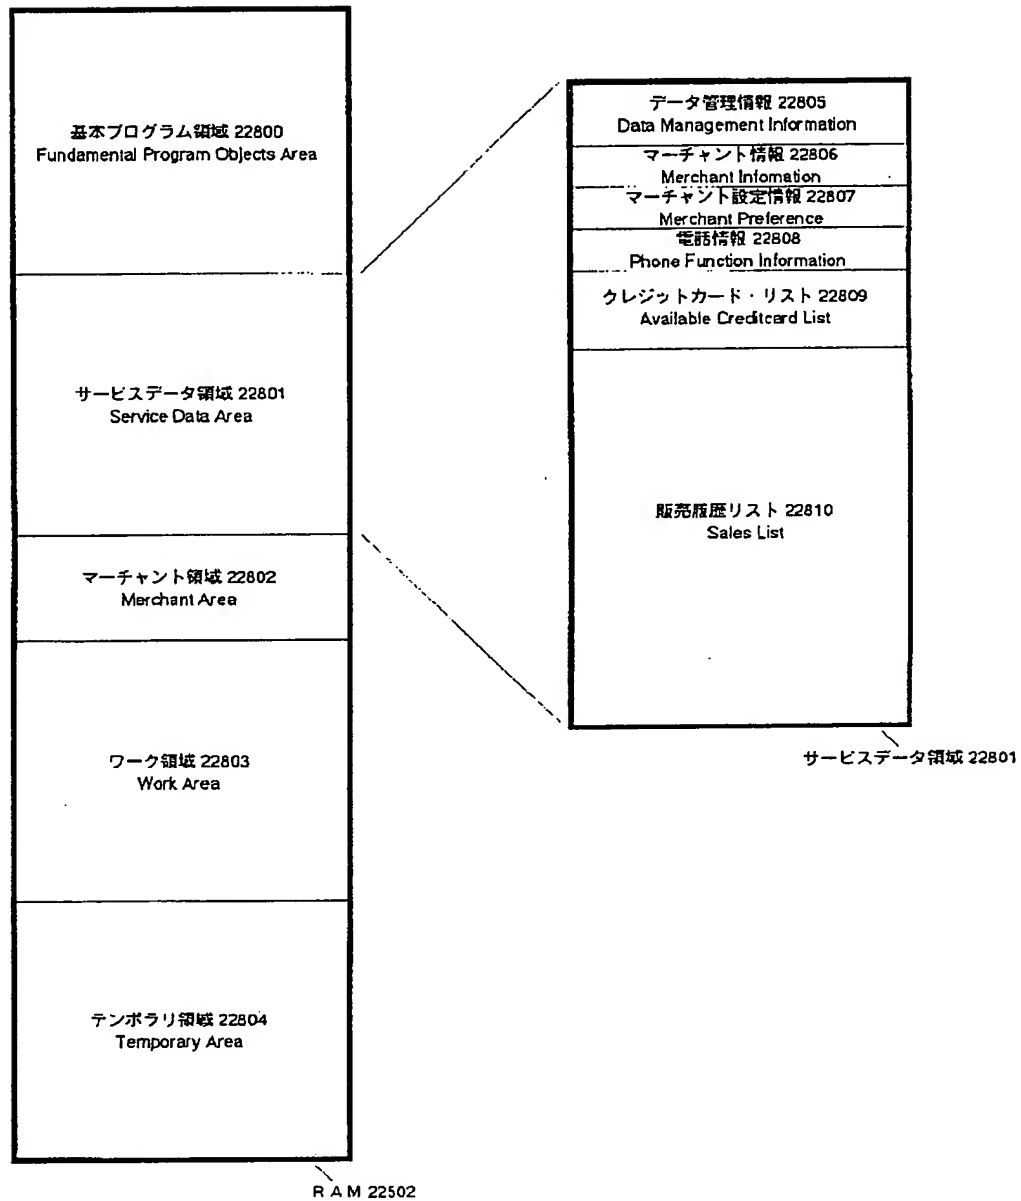 基本プログラム領域 22800
Fundamental Program Objects Area
サービスデータ領域 22801
Service Data Area
マーチャント領域 22802
Merchant Area
ワーク領域 22803
Work Area
テンポラリ領域 22804
Temporary Area
RAM 22502
データ管理情報 22805
Data Management Information
マーチャント情報 22806
Merchant Infomation
マーチャント設定情報 22807
Merchant Preference
電話情報 22808
Phone Function Information
クレジットカード・リスト 22809
Available Creditcard List
販売履歴リスト 22810
Sales List
サービスデータ領域 22801